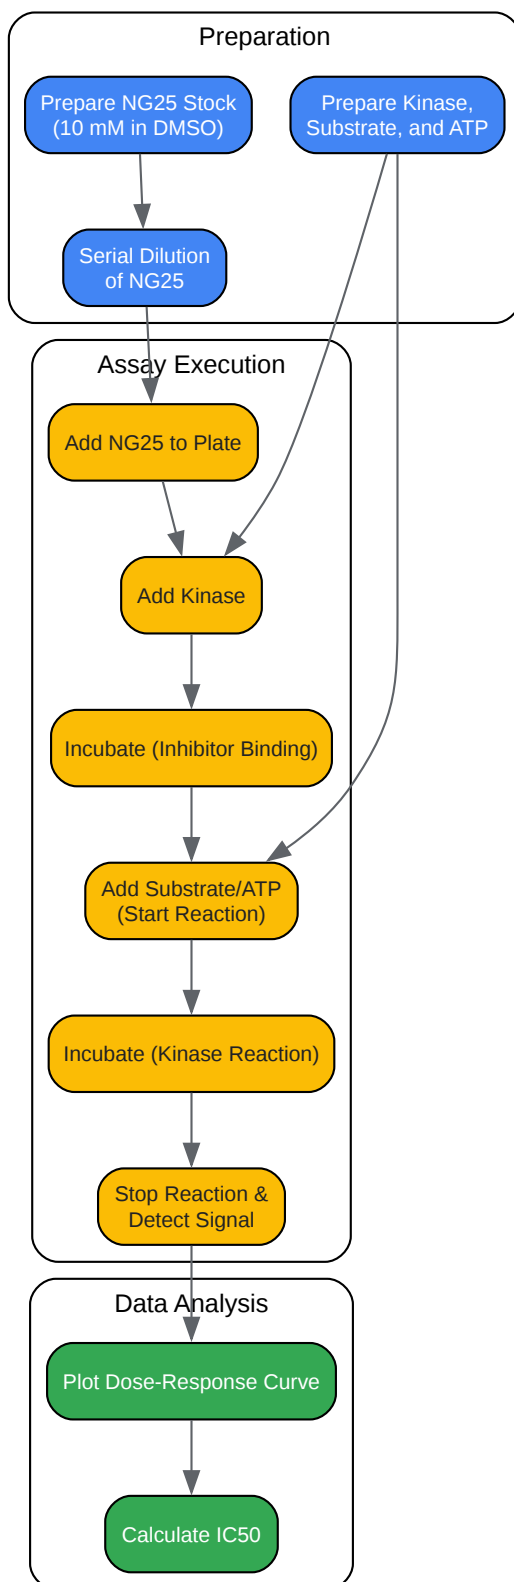 Preparation
Prepare NG25 Stock
(10 mM in DMSO)
Prepare Kinase,
Substrate, and ATP
Serial Dilution
of NG25
Assay Execution
Add NG25 to Plate
Add Kinase
Incubate (Inhibitor Binding)
Add Substrate/ATP
(Start Reaction)
Incubate (Kinase Reaction)
Stop Reaction &
Detect Signal
Data Analysis
Plot Dose-Response Curve
Calculate IC50